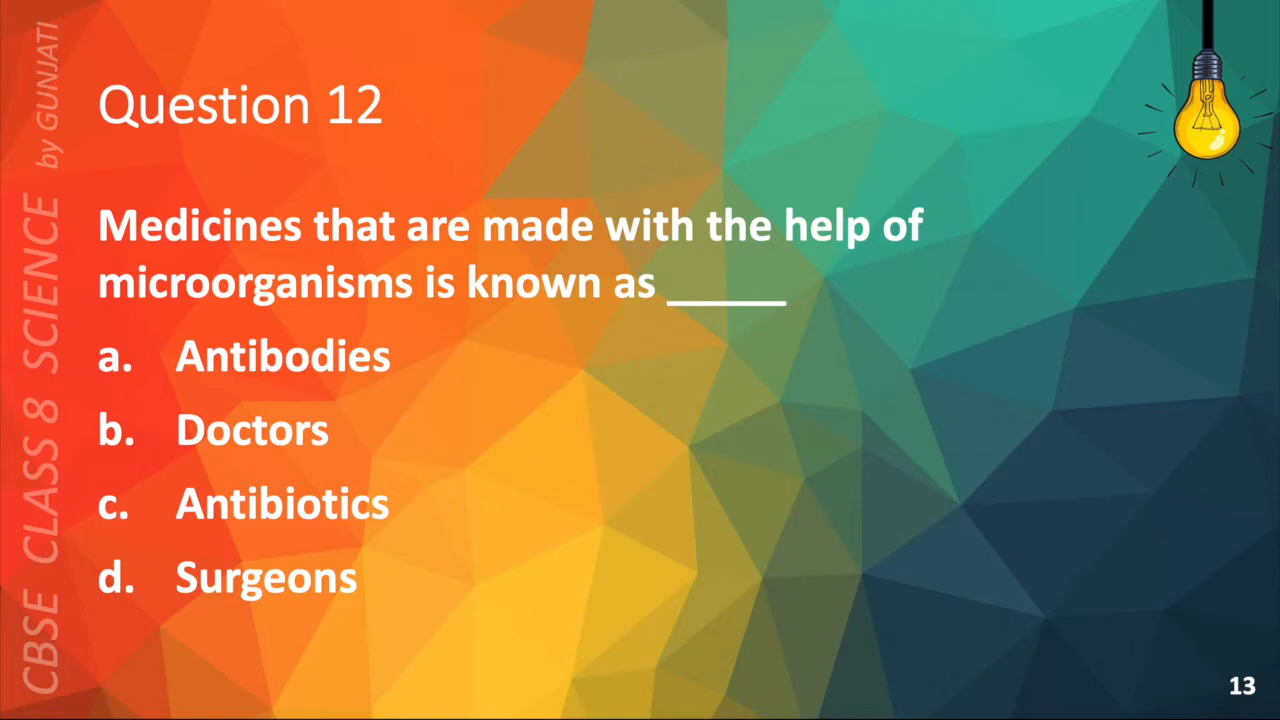 Question 12
Medicines that are made with the help of
microorganisms is known as _____
a. Antibodies
b. Doctors
c. Antibiotics
d. Surgeons
CBSE CLASS 8 SCIENCE by GUNJATI
13